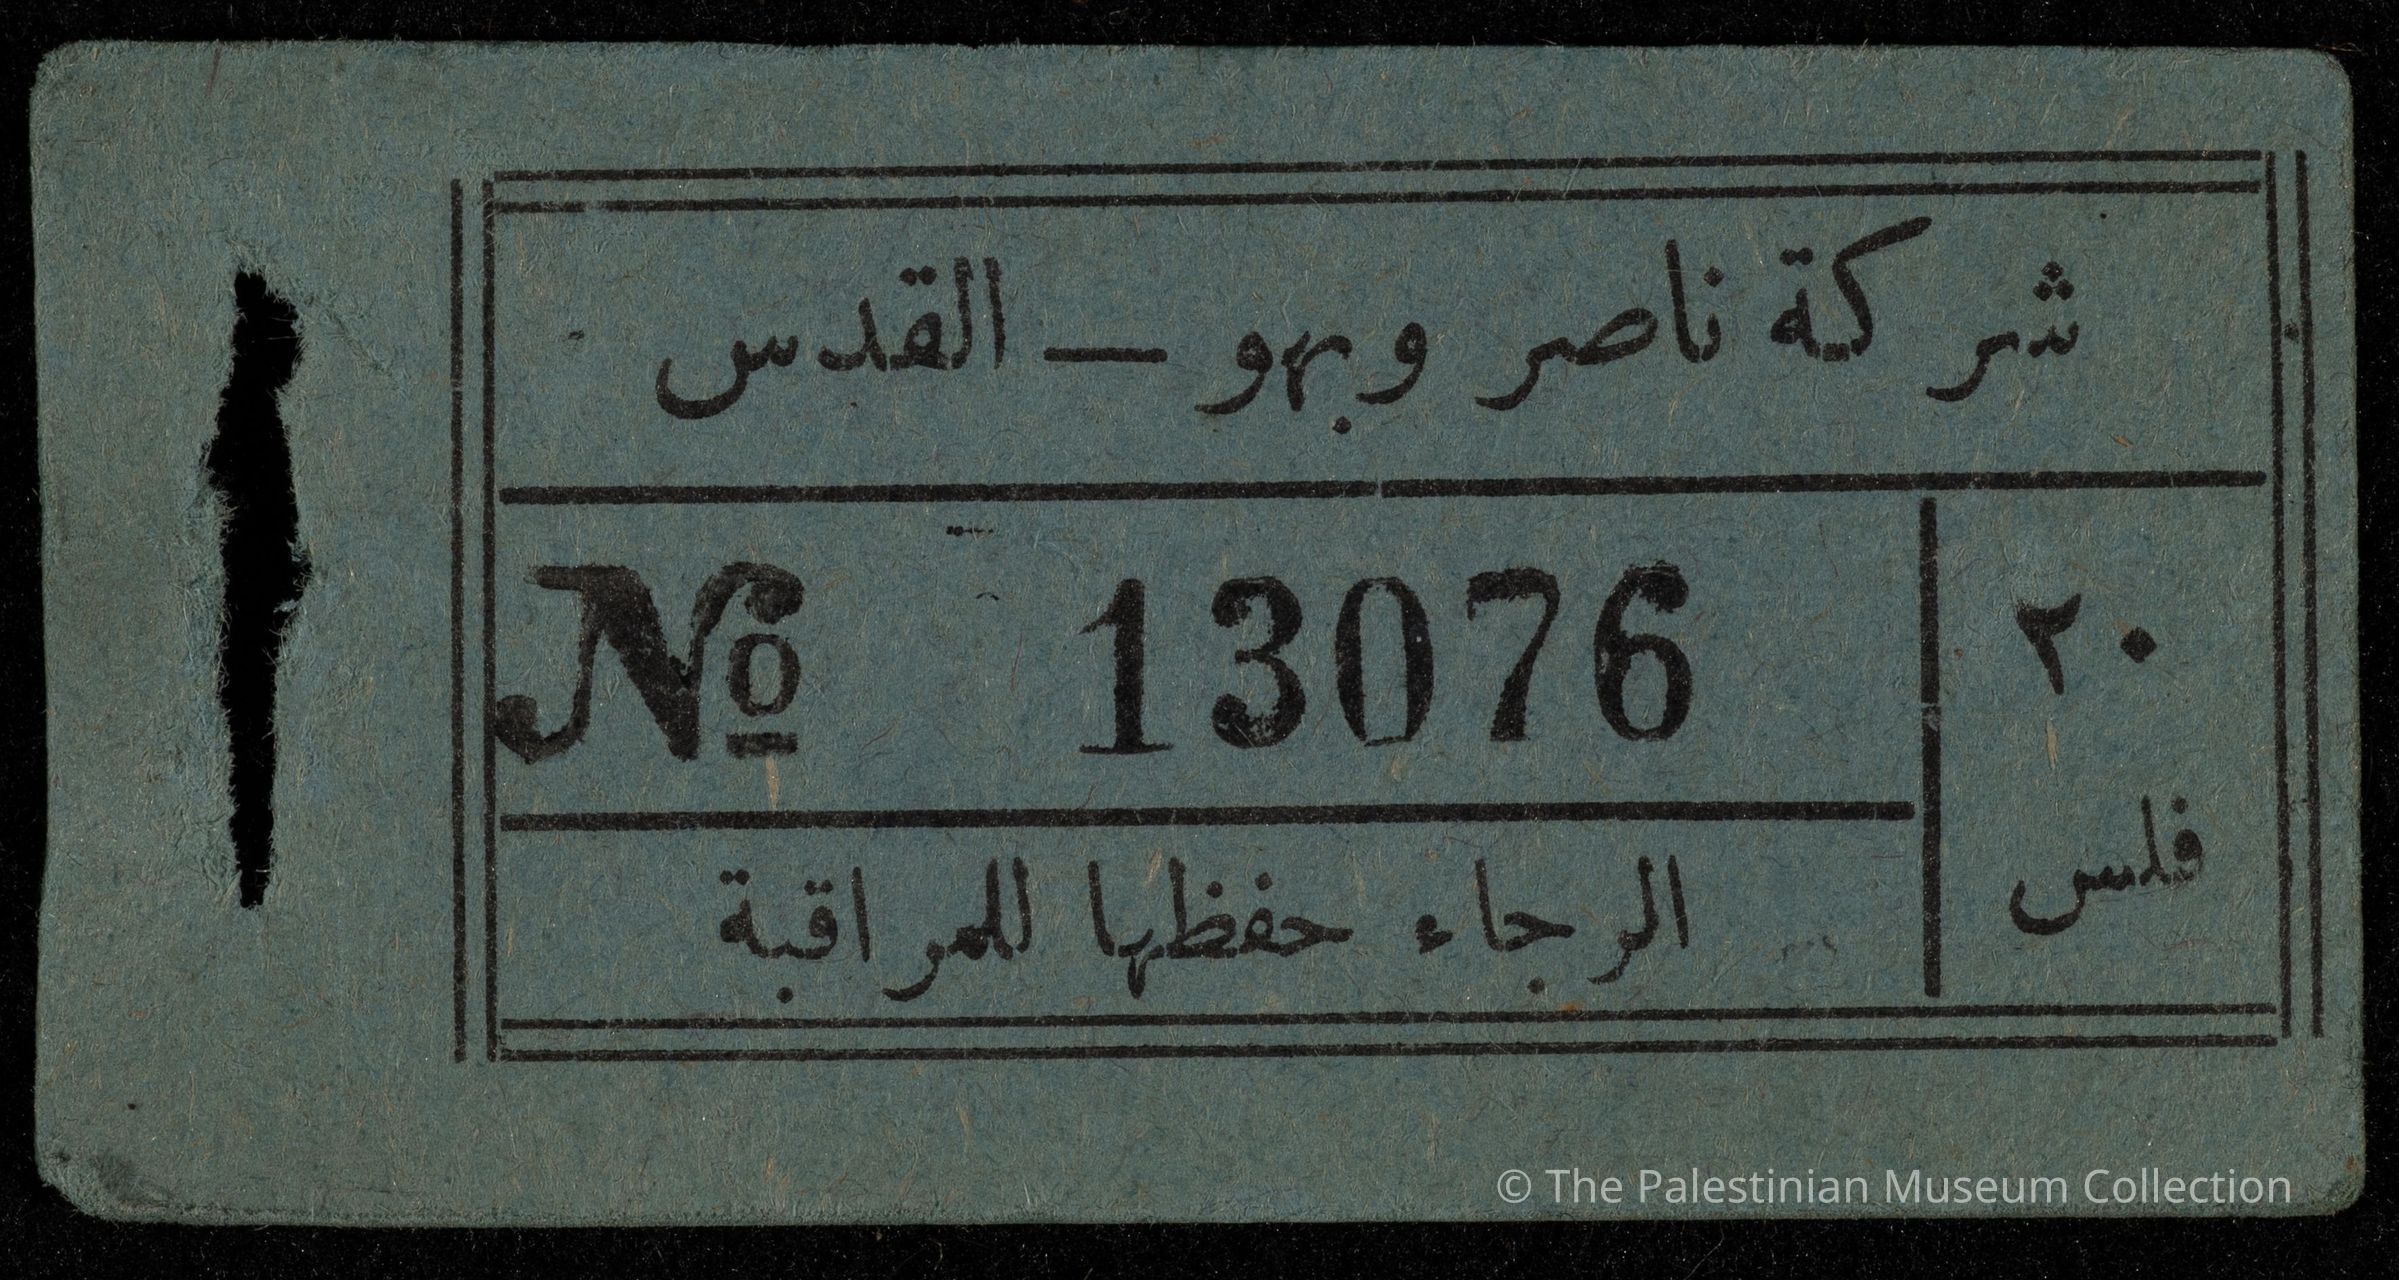 شركة ناصر وبهو — القدس
№ 13076
٢٠
فلس
الرجاء حفظها للمراقبة
© The Palestinian Museum Collection